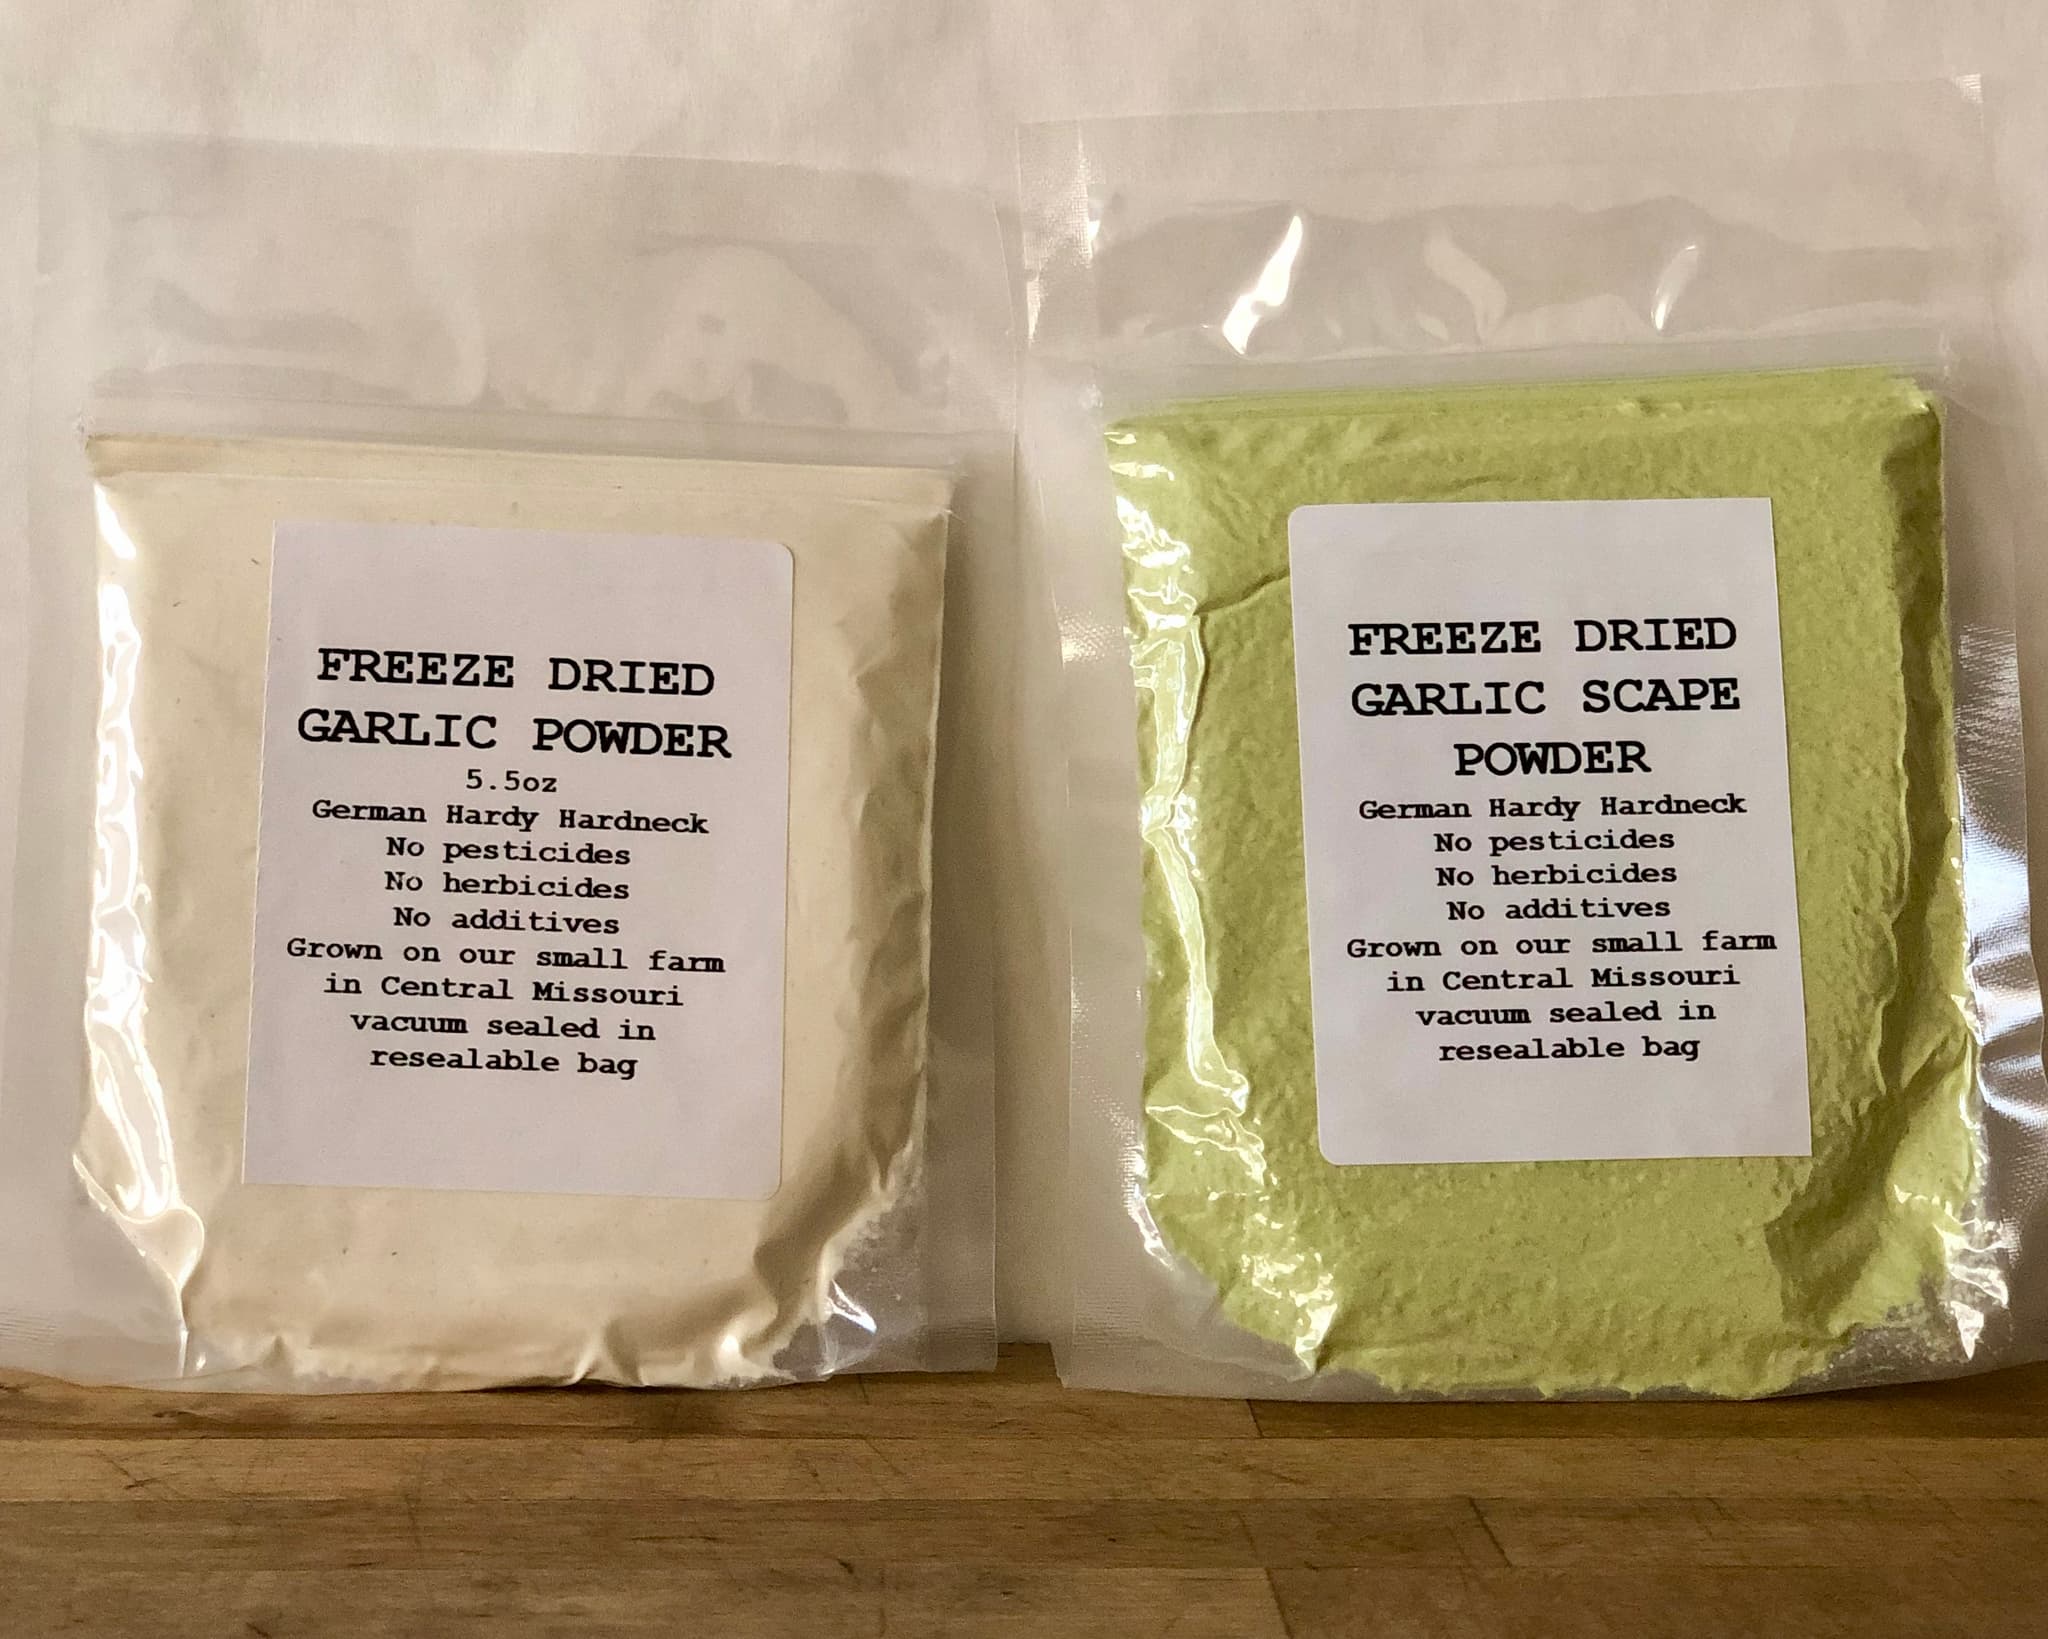 FREEZE DRIED
GARLIC POWDER
5.5oz
German Hardy Hardneck
No pesticides
No herbicides
No additives
Grown on our small farm
in Central Missouri
vacuum sealed in
resealable bag
FREEZE DRIED
GARLIC SCAPE
POWDER
German Hardy Hardneck
No pesticides
No herbicides
No additives
Grown on our small farm
in Central Missouri
vacuum sealed in
resealable bag